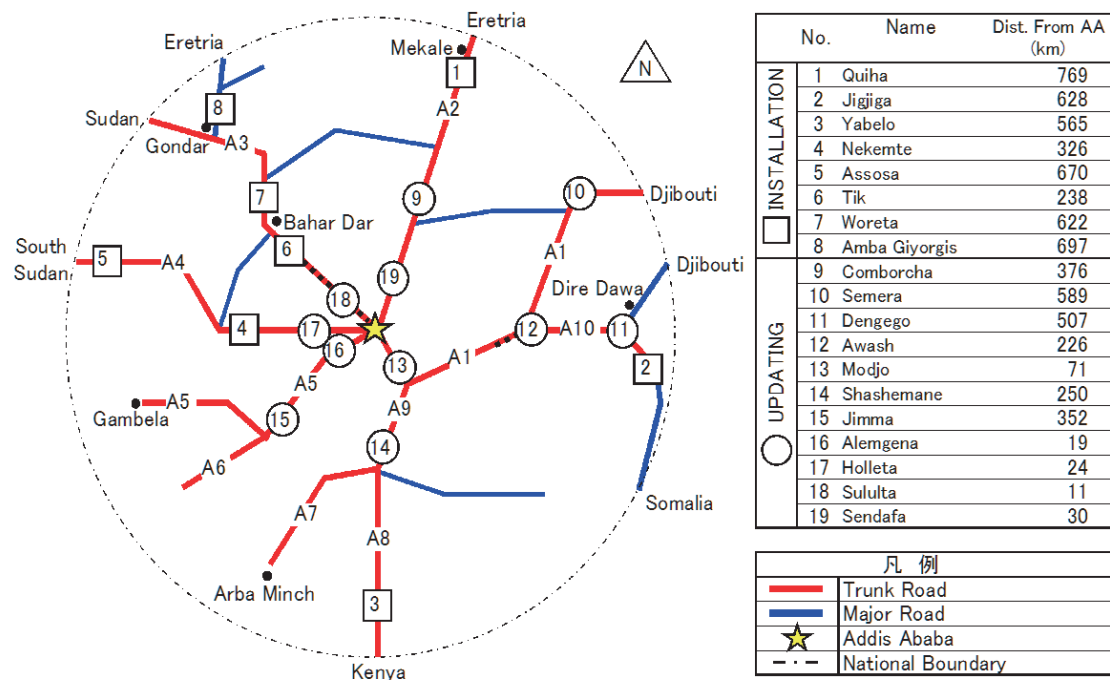 Eretria
Mekale
1
N
Eretria
8
Sudan
Gondar
A3
A2
7
9
10
Djibouti
Bahar Dar
6
A1
South
Sudan
5
A4
19
18
Djibouti
Dire Dawa
4
17
16
12
A10
11
13
A1
2
A5
A9
A5
Gambela
15
14
A6
Somalia
A7
A8
Arba Minch
3
Kenya
No. Name Dist. From AA
(km)
INSTALLATION
1 Quiha 769
2 Jigjiga 628
3 Yabelo 565
4 Nekemte 326
5 Assosa 670
6 Tik 238
7 Woreta 622
8 Amba Giyorgis 697
UPDATING
9 Comborcha 376
10 Semera 589
11 Dengego 507
12 Awash 226
13 Modjo 71
14 Shashemane 250
15 Jimma 352
16 Alemgena 19
17 Holleta 24
18 Sululta 11
19 Sendafa 30
凡 例
Trunk Road
Major Road
Addis Ababa
National Boundary